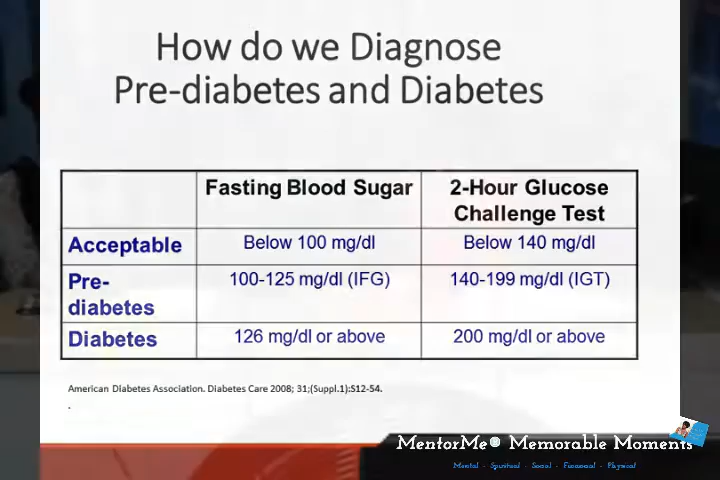 How do we Diagnose
Pre-diabetes and Diabetes
Fasting Blood Sugar
2-Hour Glucose
Challenge Test
Acceptable
Below 100 mg/dl
Below 140 mg/dl
Pre-
diabetes
100-125 mg/dl (IFG)
140-199 mg/dl (IGT)
Diabetes
126 mg/dl or above
200 mg/dl or above
American Diabetes Association. Diabetes Care 2008; 31;(Suppl.1):S12-54.
.
MentorMe® Memorable Moments
Mental - Spiritual - Social - Financial - Physical